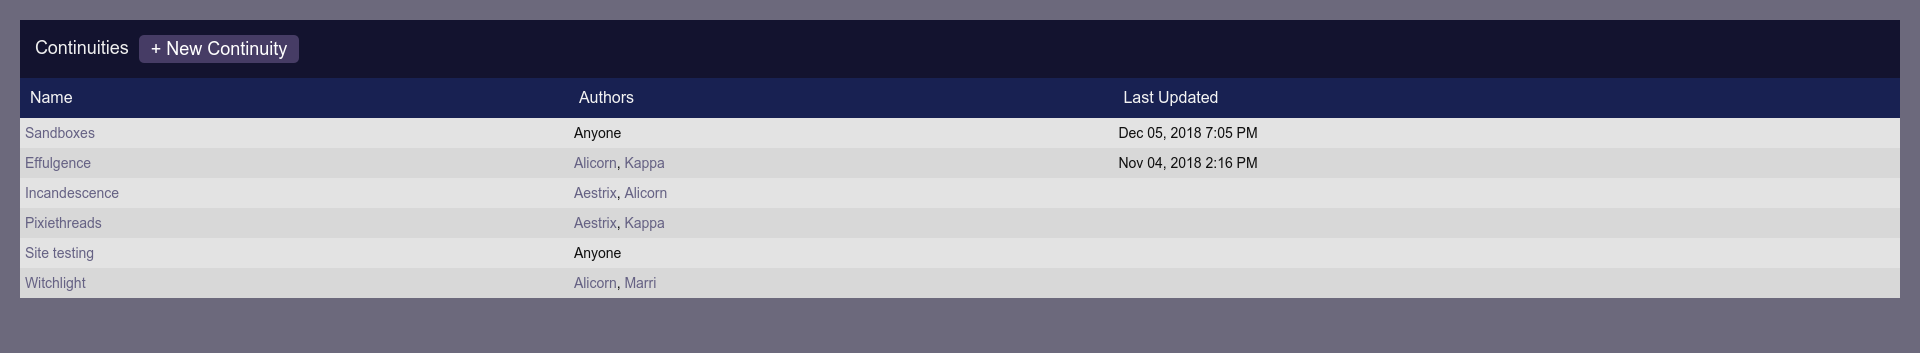 Continuities + New Continuity
Name Authors Last Updated
Sandboxes Anyone Dec 05, 2018 7:05 PM
Effulgence Alicorn, Kappa Nov 04, 2018 2:16 PM
Incandescence Aestrix, Alicorn
Pixiethreads Aestrix, Kappa
Site testing Anyone
Witchlight Alicorn, Marri